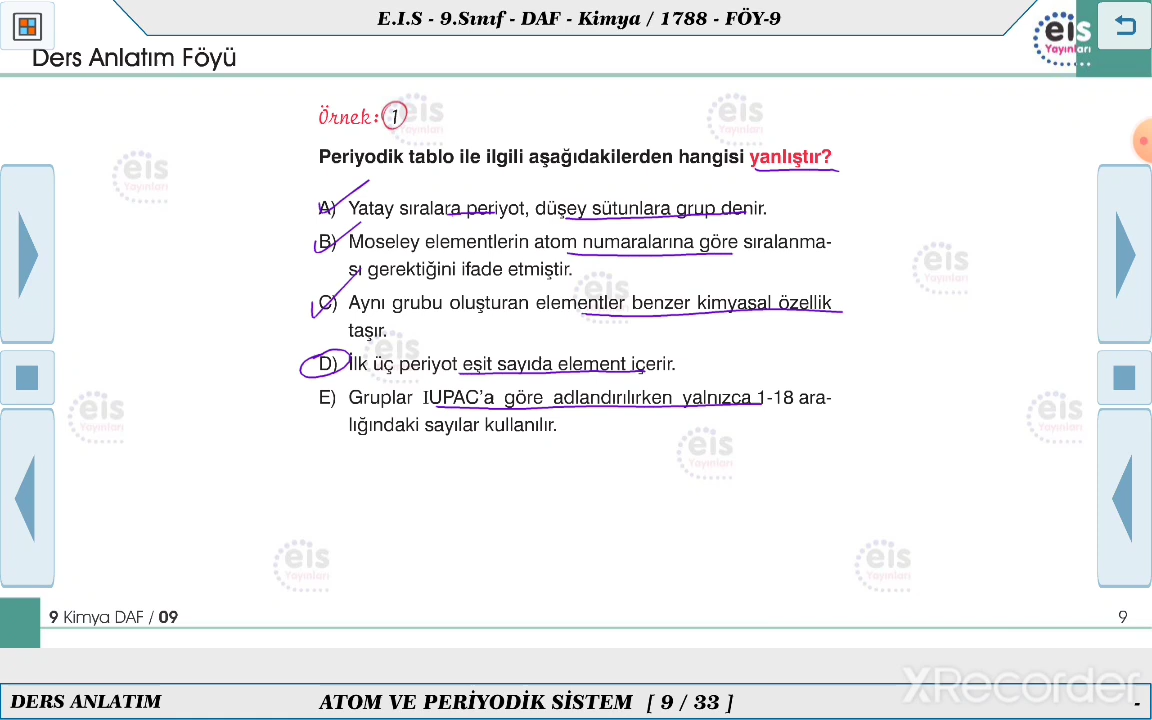 E.I.S - 9.Sınıf - DAF - Kimya / 1788 - FÖY-9
Ders Anlatım Föyü
eis
Yayınları
Örnek: 1
Periyodik tablo ile ilgili aşağıdakilerden hangisi yanlıştır?
A) Yatay sıralara periyot, düşey sütunlara grup denir.
B) Moseley elementlerin atom numaralarına göre sıralanma-
sı gerektiğini ifade etmiştir.
C) Aynı grubu oluşturan elementler benzer kimyasal özellik
taşır.
D) İlk üç periyot eşit sayıda element içerir.
E) Gruplar IUPAC'a göre adlandırılırken yalnızca 1-18 ara-
lığındaki sayılar kullanılır.
9 Kimya DAF / 09
9
XRecorder
DERS ANLATIM
ATOM VE PERİYODİK SİSTEM [ 9 / 33 ]
-